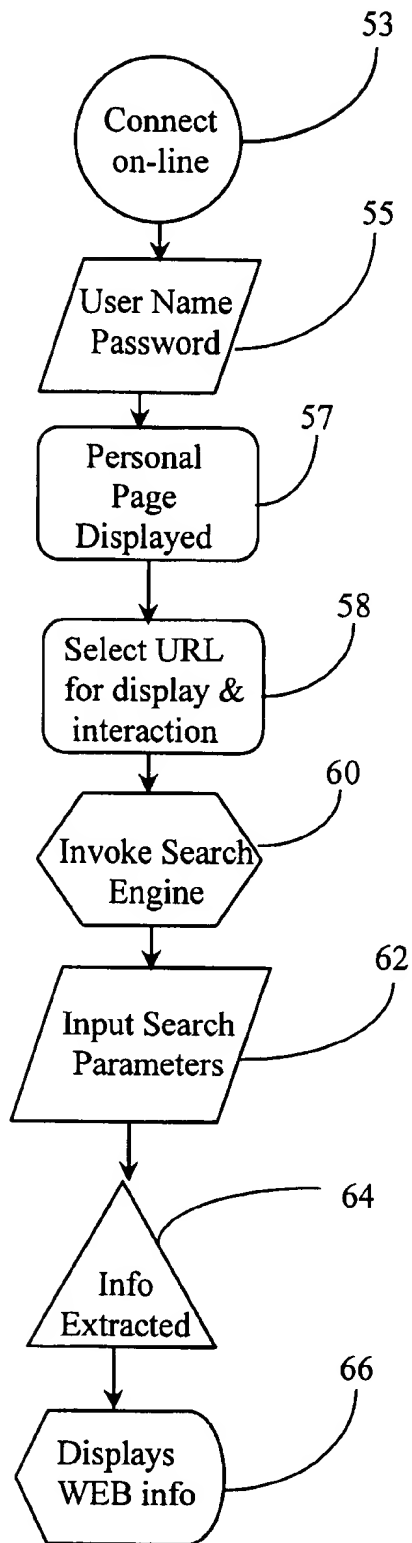 53
Connect
on-line
55
User Name
Password
57
Personal
Page
Displayed
58
Select URL
for display &
interaction
60
Invoke Search
Engine
62
Input Search
Parameters
64
Info
Extracted
66
Displays
WEB info